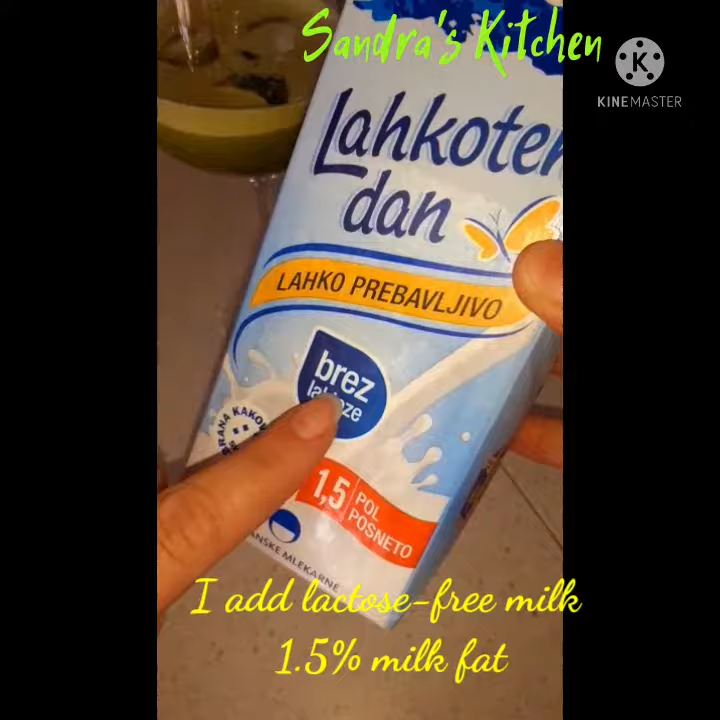 Sandra's Kitchen
KINEMASTER
Lahkoten
dan
LAHKO PREBAVLJIVO
brez
1,5 POL
POSNETO
MLEKARNE
I add lactose-free milk
1.5% milk fat